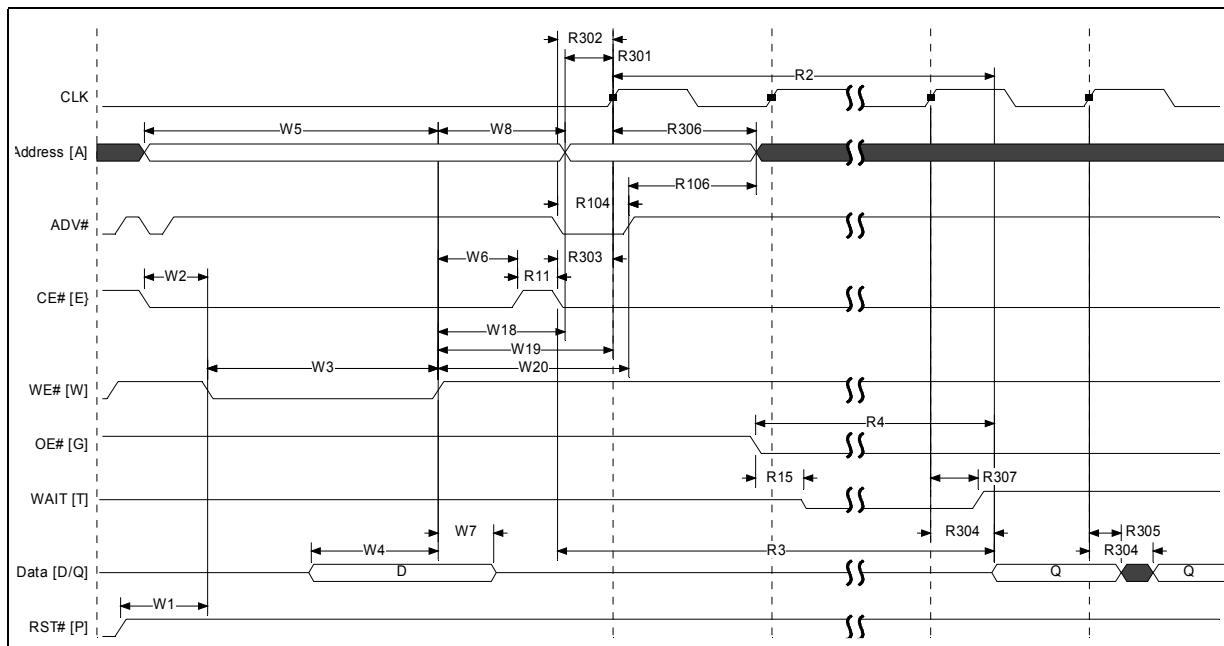 R302
R301
R2
CLK
W5 W8 R306
Address [A]
R106
R104
ADV#
W6 R303
W2 R11
CE# [E}
W18
W19
W3 W20
WE# [W]
R4
OE# [G]
R15 R307
WAIT [T]
W7 R304 R305
W4 R3 R304
Data [D/Q] D Q Q
W1
RST# [P]